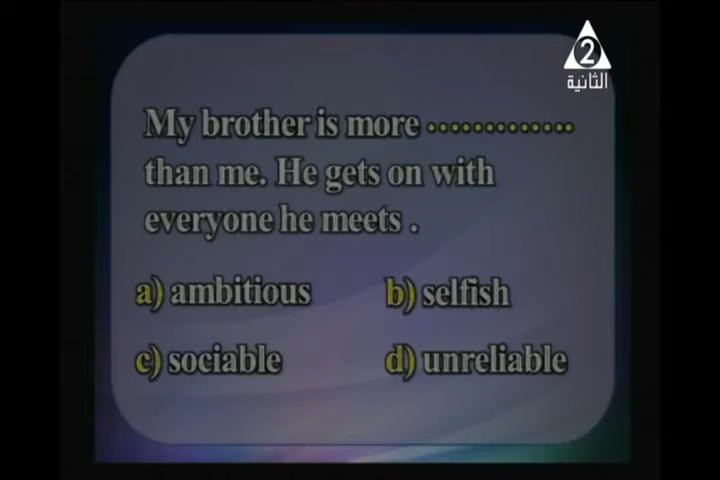 2
الثانية
My brother is more .............
than me. He gets on with
everyone he meets .
a) ambitious b) selfish
c) sociable d) unreliable